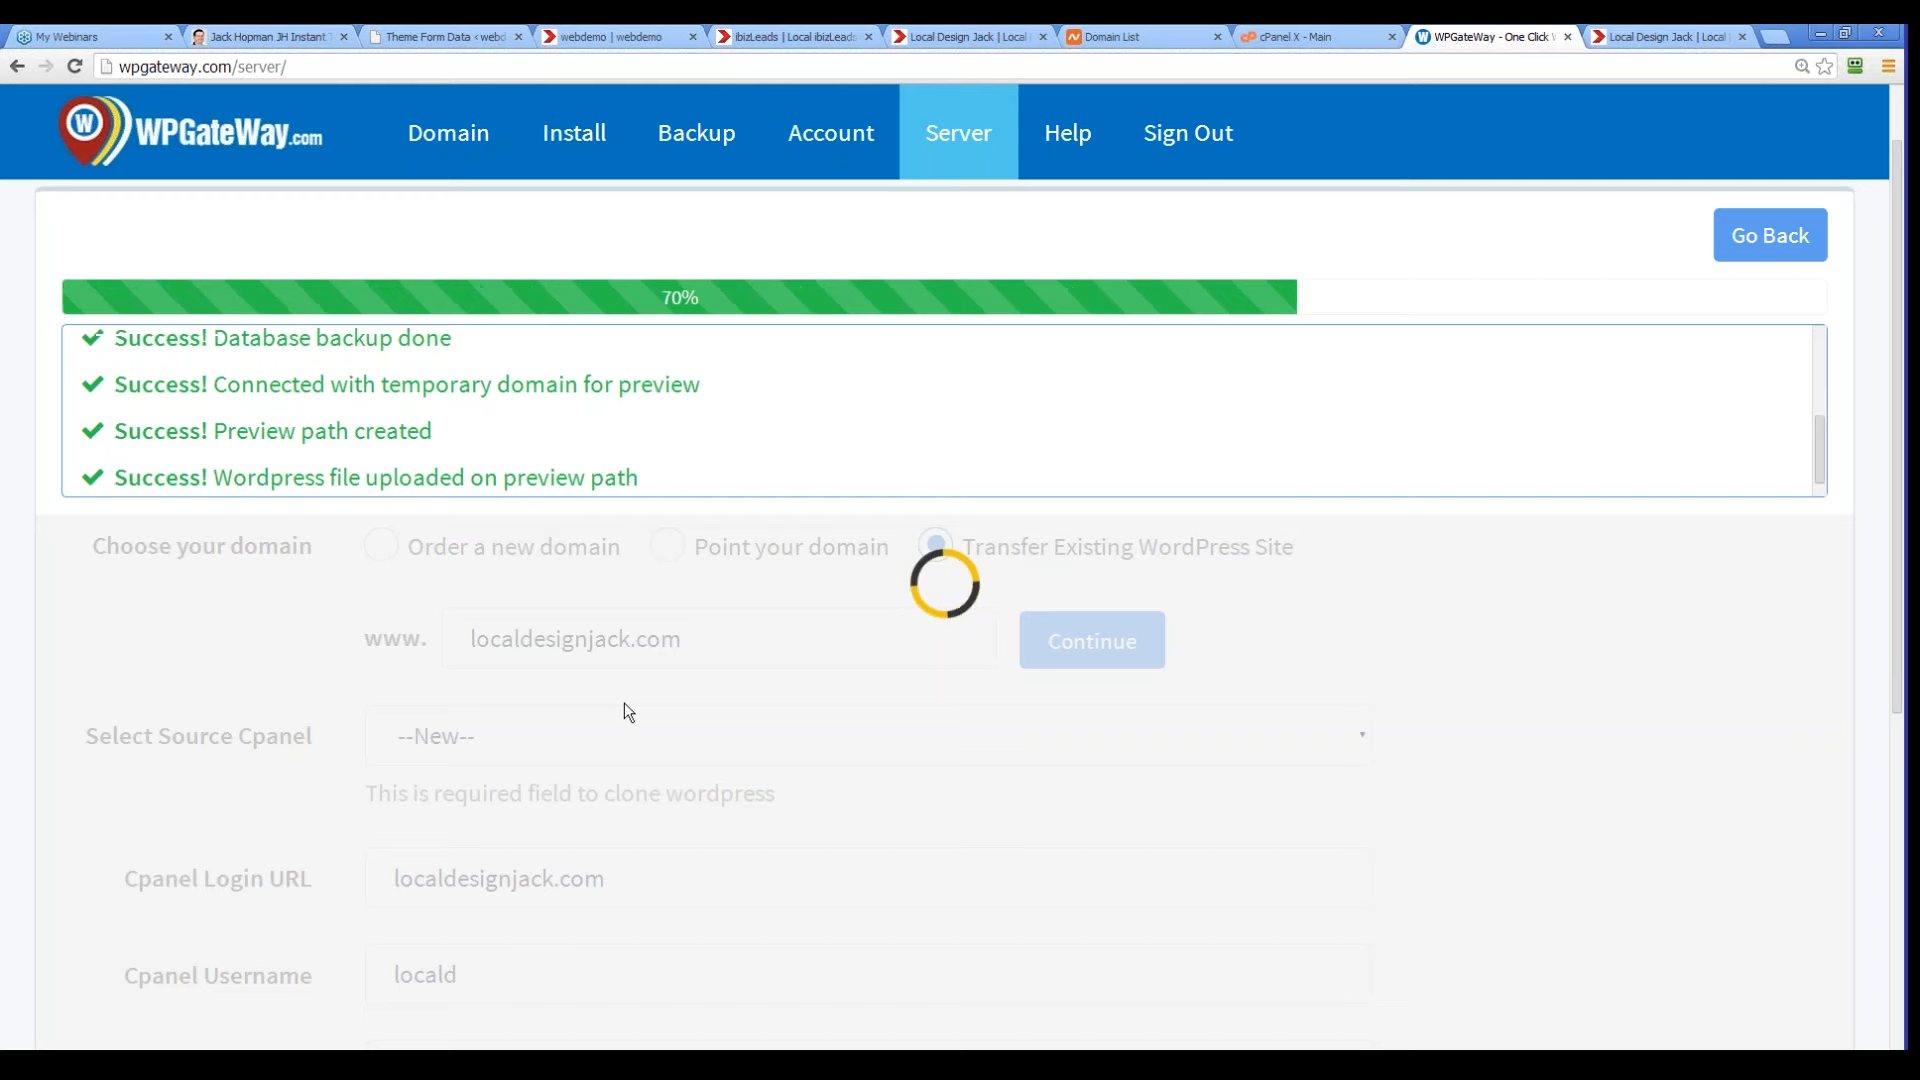 My Webinars
Jack Hopman JH Instant
Theme Form Data ‹ webd
webdemo | webdemo
ibizLeads | Local ibizLeads
Local Design Jack | Local
Domain List
cPanel X - Main
WPGateWay - One Click
Local Design Jack | Local
wpgateway.com/server/
W WPGateWay.com
Domain
Install
Backup
Account
Server
Help
Sign Out
Go Back
70%
Success! Database backup done
Success! Connected with temporary domain for preview
Success! Preview path created
Success! Wordpress file uploaded on preview path
Choose your domain
Order a new domain
Point your domain
Transfer Existing WordPress Site
www. localdesignjack.com
Continue
Select Source Cpanel
--New--
This is required field to clone wordpress
Cpanel Login URL
localdesignjack.com
Cpanel Username
locald